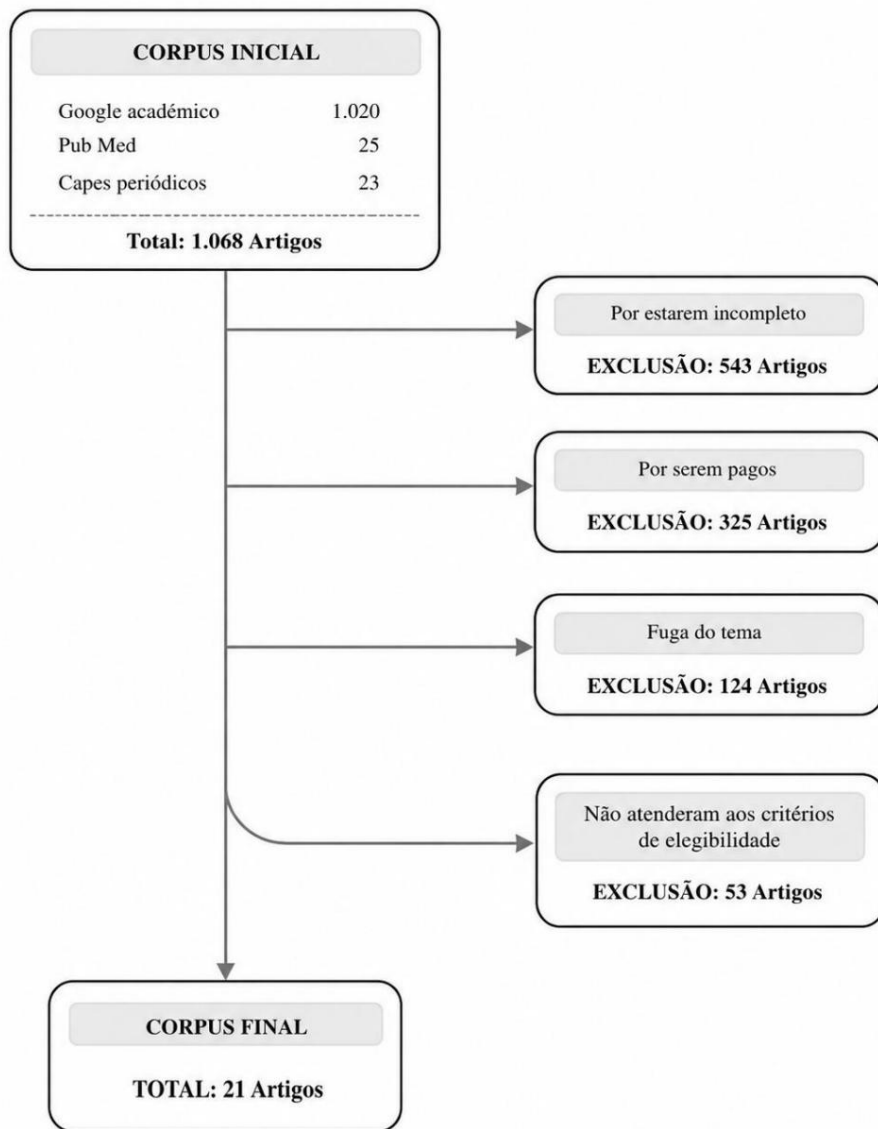 CORPUS INICIAL
Google académico 1.020
Pub Med 25
Capes periódicos 23
Total: 1.068 Artigos
Por estarem incompleto
EXCLUSÃO: 543 Artigos
Por serem pagos
EXCLUSÃO: 325 Artigos
Fuga do tema
EXCLUSÃO: 124 Artigos
Não atenderam aos critérios
de elegibilidade
EXCLUSÃO: 53 Artigos
CORPUS FINAL
TOTAL: 21 Artigos